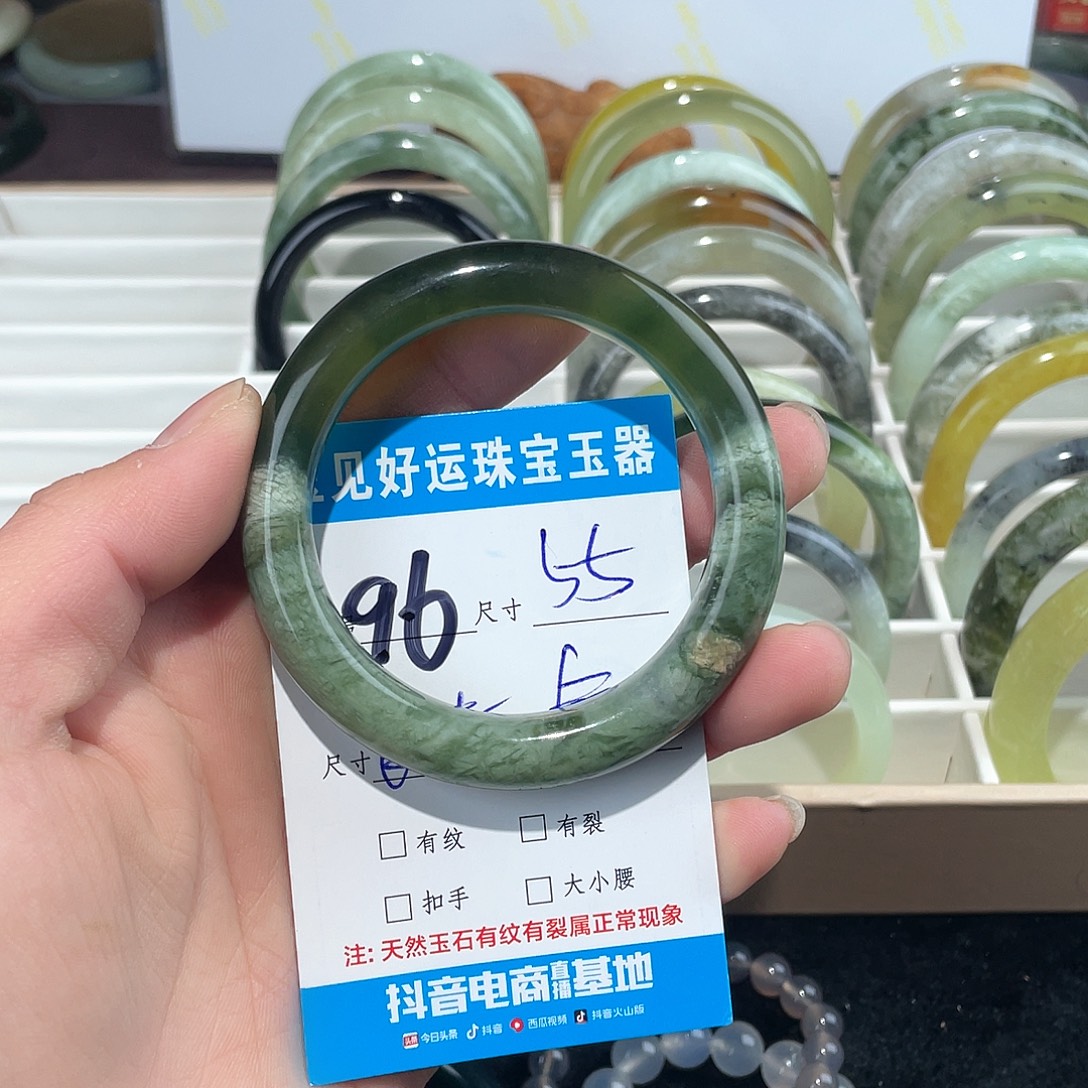 见好运珠宝玉器
96 尺寸 55
尺寸
有纹 有裂
扣手 大小腰
注: 天然玉石有纹有裂属正常现象
抖音电商直播基地
头条 今日头条 抖音 西瓜视频 抖音火山版